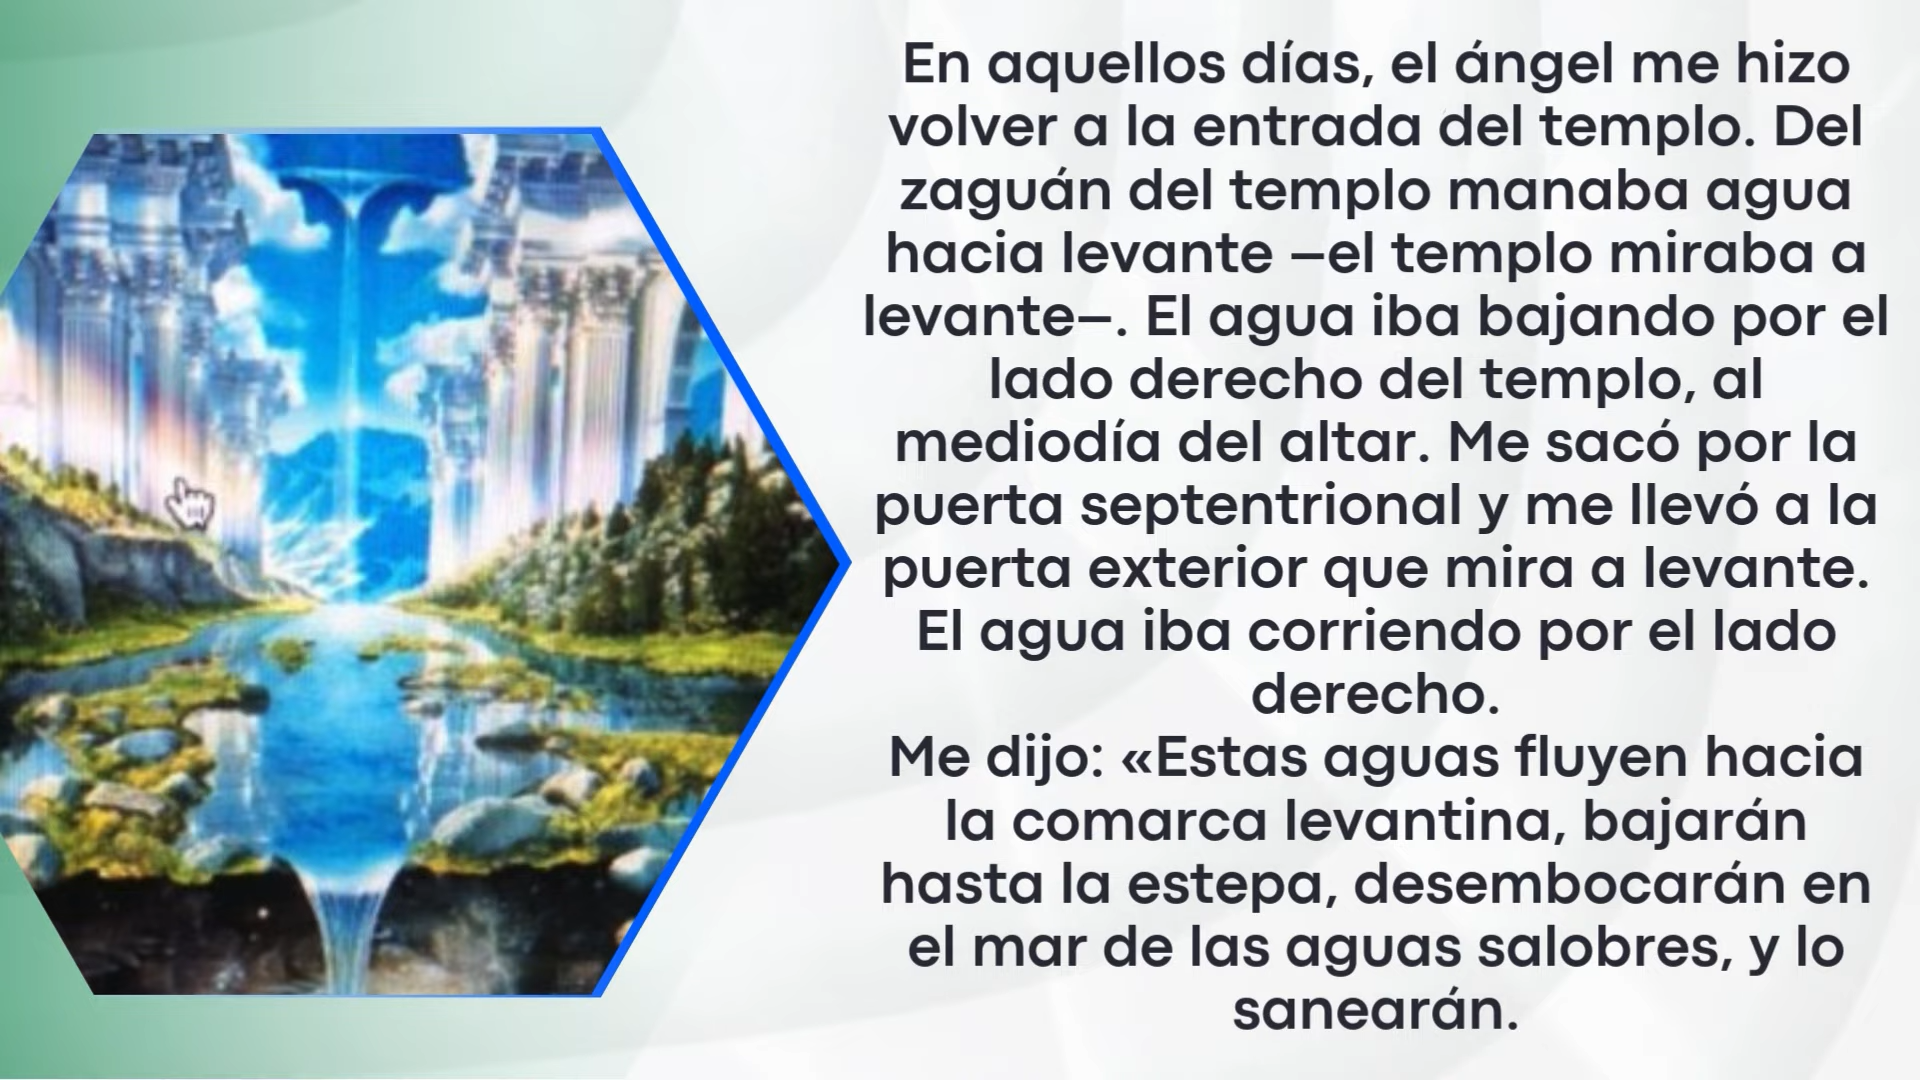 En aquellos días, el ángel me hizo
volver a la entrada del templo. Del
zaguán del templo manaba agua
hacia levante –el templo miraba a
levante–. El agua iba bajando por el
lado derecho del templo, al
mediodía del altar. Me sacó por la
puerta septentrional y me llevó a la
puerta exterior que mira a levante.
El agua iba corriendo por el lado
derecho.
Me dijo: «Estas aguas fluyen hacia
la comarca levantina, bajarán
hasta la estepa, desembocarán en
el mar de las aguas salobres, y lo
sanearán.